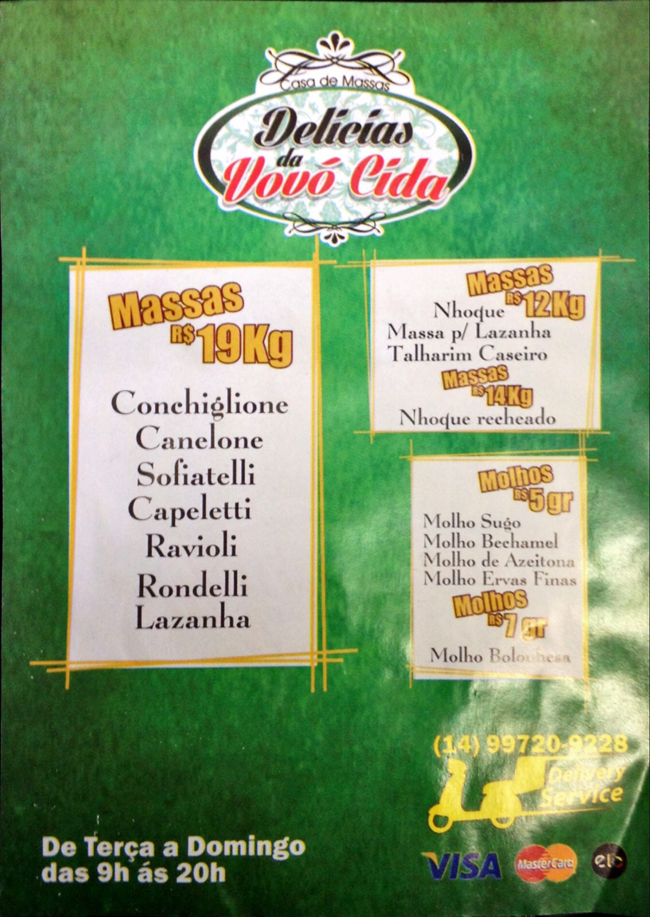 Casa de Massas
Delícias
da
Vovó Cida
Massas
R$ 19Kg
Conchiglione
Canelone
Sofiatelli
Capeletti
Ravioli
Rondelli
Lazanha
Massas
R$ 12Kg
Nhoque
Massa p/ Lazanha
Talharim Caseiro
Massas
R$ 14Kg
Nhoque recheado
Molhos
R$ 5 gr
Molho Sugo
Molho Bechamel
Molho de Azeitona
Molho Ervas Finas
Molhos
R$ 7 gr
Molho Bolonhesa
(14) 99720-9228
Delivery
Service
De Terça a Domingo
das 9h ás 20h
VISA MasterCard elo